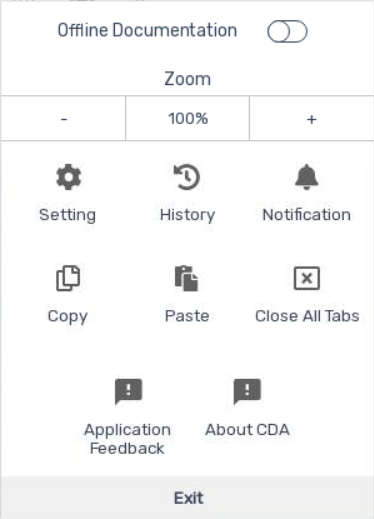 Offline Documentation
Zoom
- 100% +
Setting History Notification
Copy Paste Close All Tabs
Application Feedback About CDA
Exit